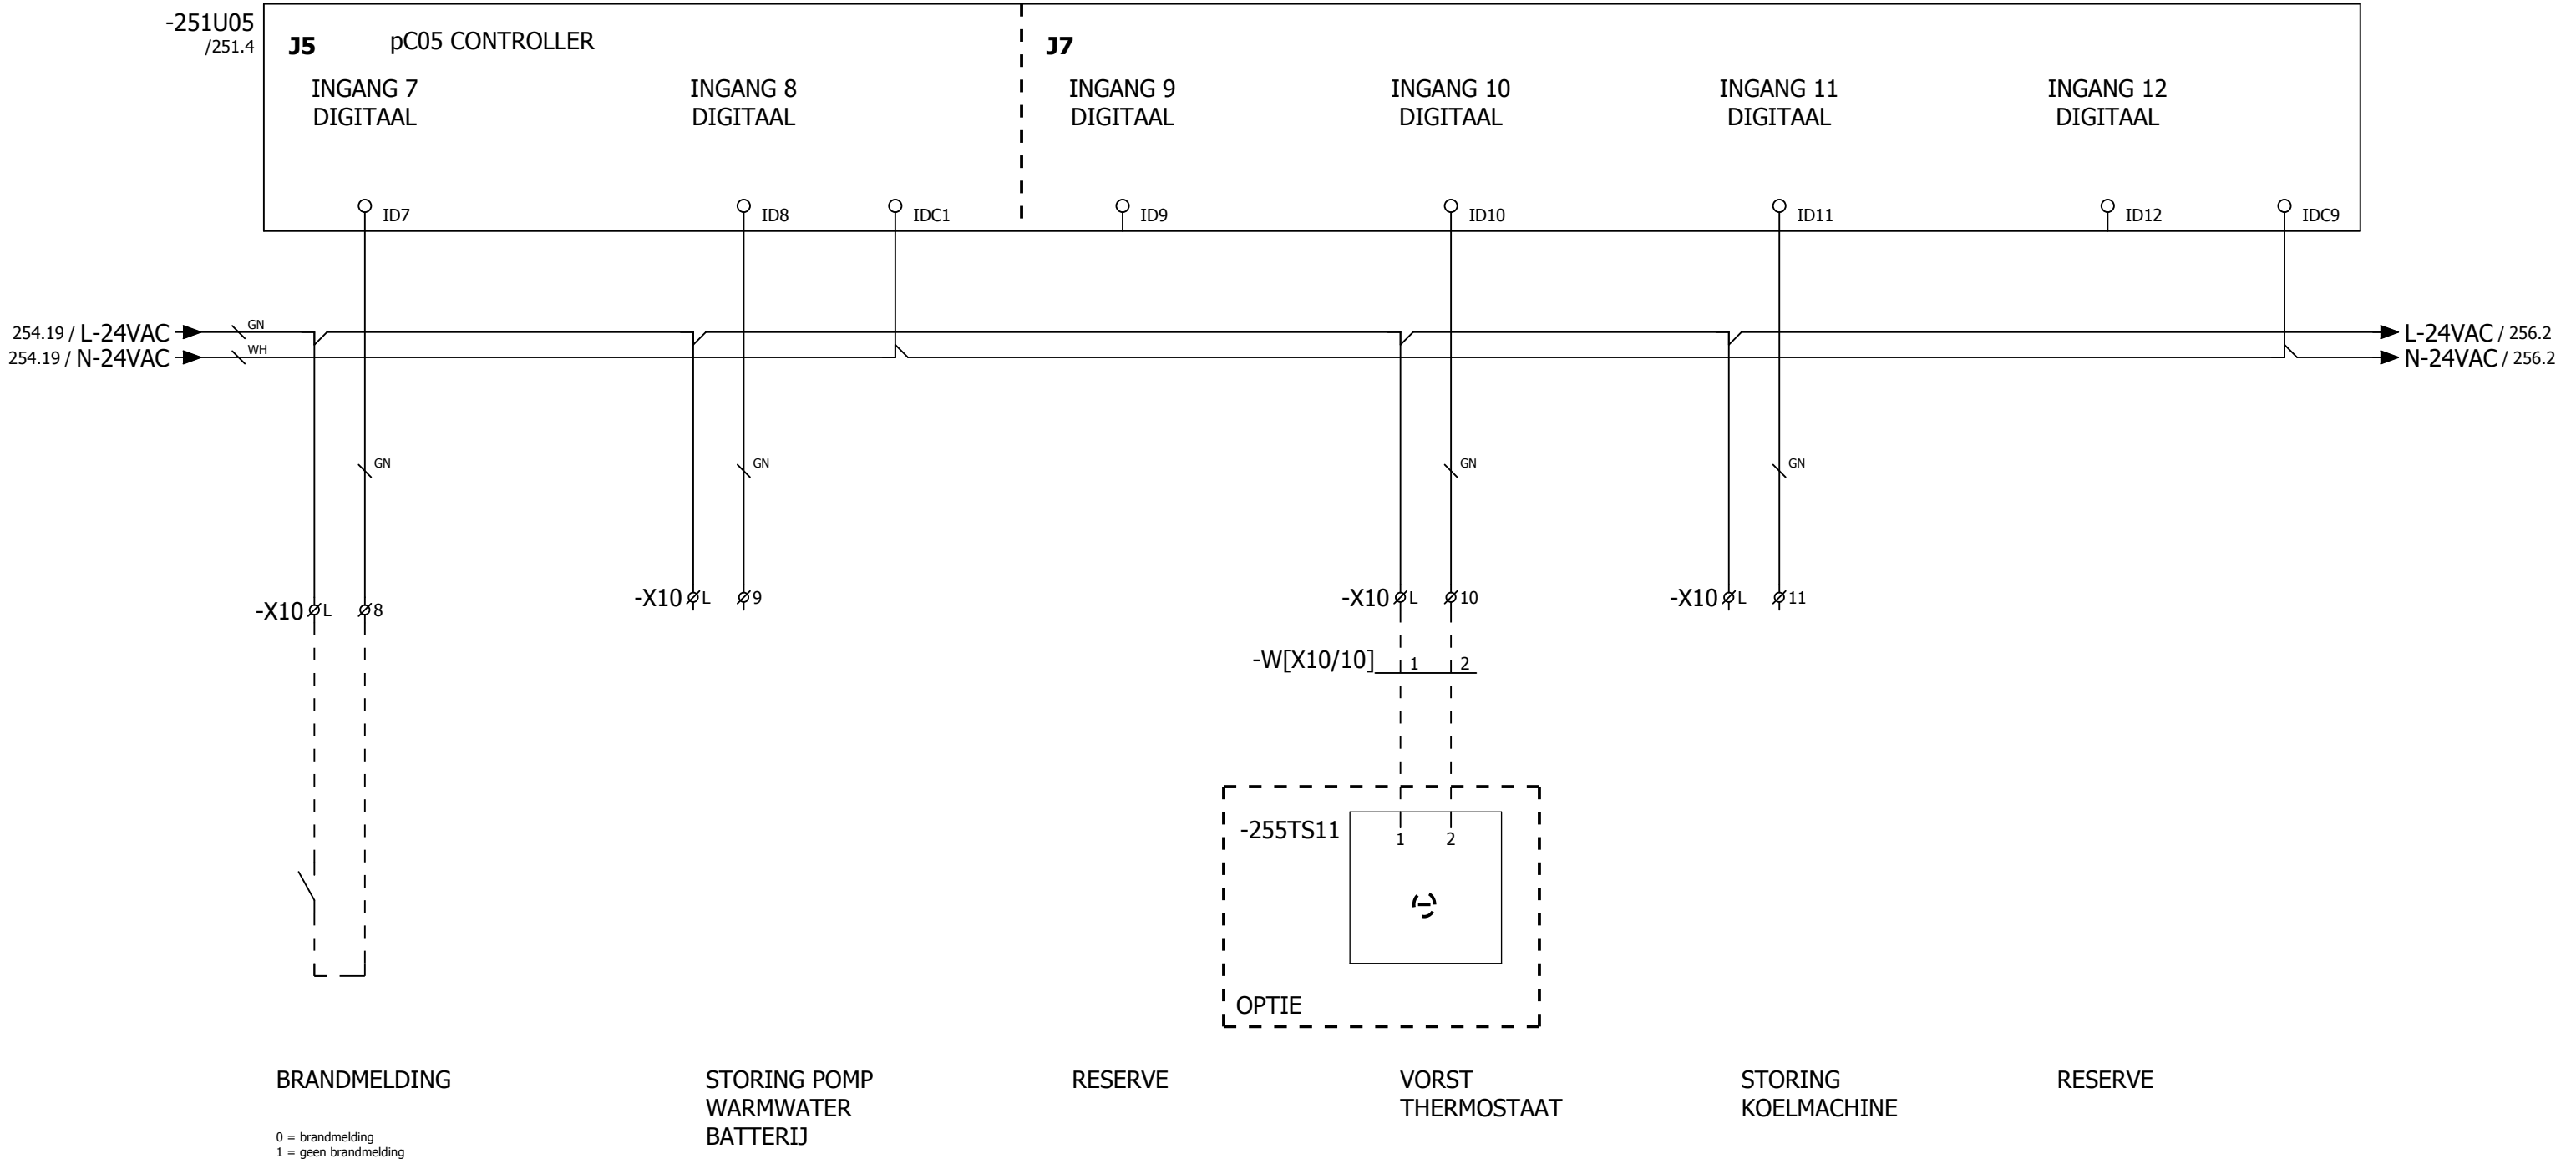 -251U05
/251.4
J5
pC05 CONTROLLER
J7
INGANG 7
DIGITAAL
INGANG 8
DIGITAAL
INGANG 9
DIGITAAL
INGANG 10
DIGITAAL
INGANG 11
DIGITAAL
INGANG 12
DIGITAAL
ID7
ID8
IDC1
ID9
ID10
ID11
ID12
IDC9
254.19 / L-24VAC
GN
L-24VAC / 256.2
254.19 / N-24VAC
WH
N-24VAC / 256.2
GN
GN
GN
GN
-X10 L 8
-X10 L 9
-X10 L 10
-X10 L 11
-W[X10/10] 1 2
-255TS11
1 2
OPTIE
BRANDMELDING
0 = brandmelding
1 = geen brandmelding
STORING POMP
WARMWATER
BATTERIJ
RESERVE
VORST
THERMOSTAAT
STORING
KOELMACHINE
RESERVE